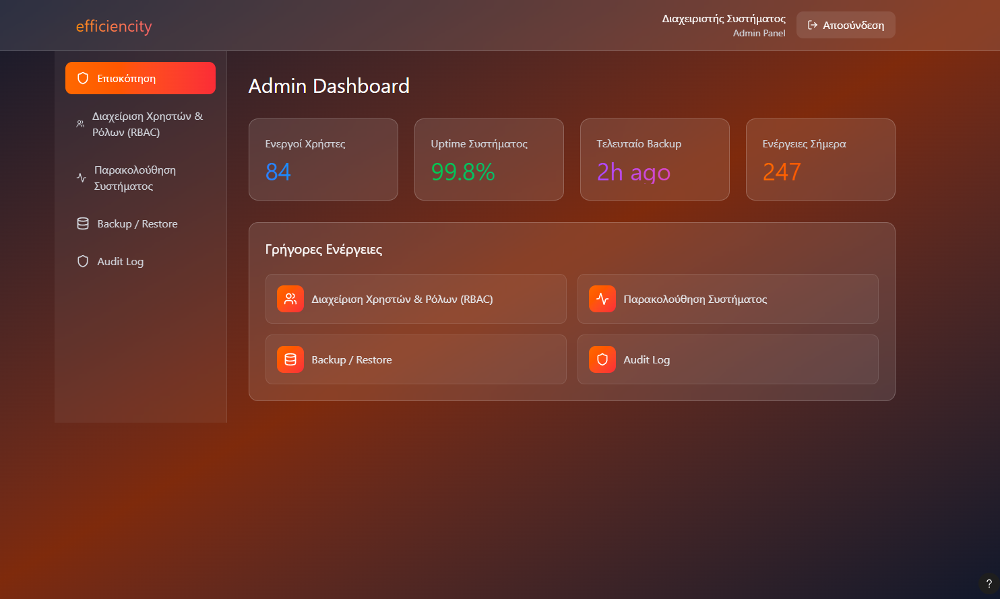 efficiencity
Διαχειριστής Συστήματος
Admin Panel
Αποσύνδεση
Επισκόπηση
Διαχείριση Χρηστών &
Ρόλων (RBAC)
Παρακολούθηση
Συστήματος
Backup / Restore
Audit Log
Admin Dashboard
Ενεργοί Χρήστες
84
Uptime Συστήματος
99.8%
Τελευταίο Backup
2h ago
Ενέργειες Σήμερα
247
Γρήγορες Ενέργειες
Διαχείριση Χρηστών & Ρόλων (RBAC)
Παρακολούθηση Συστήματος
Backup / Restore
Audit Log
?